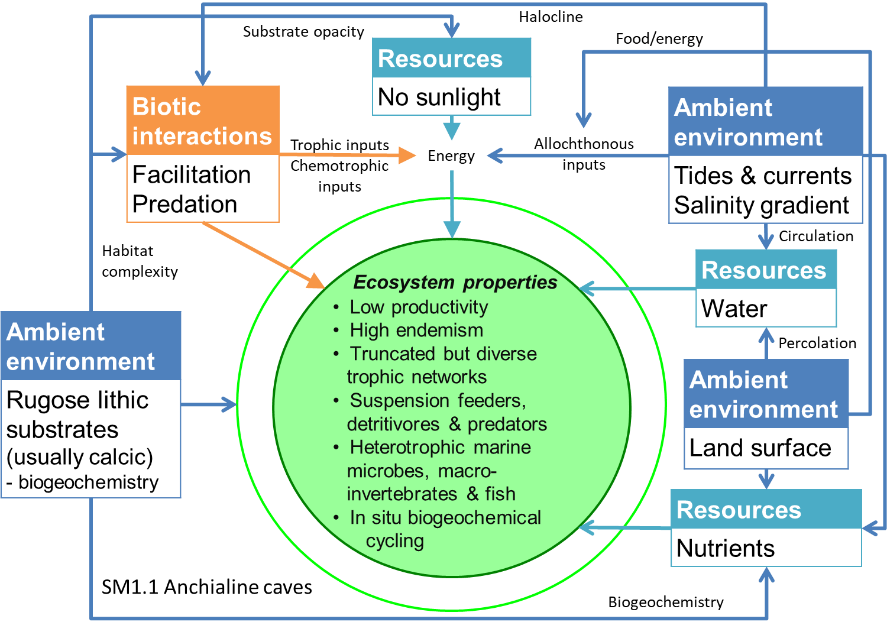 Halocline
Substrate opacity
Food/energy
Resources
No sunlight
Biotic
interactions
Facilitation
Predation
Trophic inputs
Chemotrophic
inputs
Energy
Allochthonous
inputs
Ambient
environment
Tides & currents
Salinity gradient
Circulation
Habitat
complexity
Resources
Water
Percolation
Ecosystem properties
• Low productivity
• High endemism
• Truncated but diverse
trophic networks
• Suspension feeders,
detritivores & predators
• Heterotrophic marine
microbes, macro-
invertebrates & fish
• In situ biogeochemical
cycling
Ambient
environment
Rugose lithic
substrates
(usually calcic)
- biogeochemistry
Ambient
environment
Land surface
Resources
Nutrients
SM1.1 Anchialine caves
Biogeochemistry